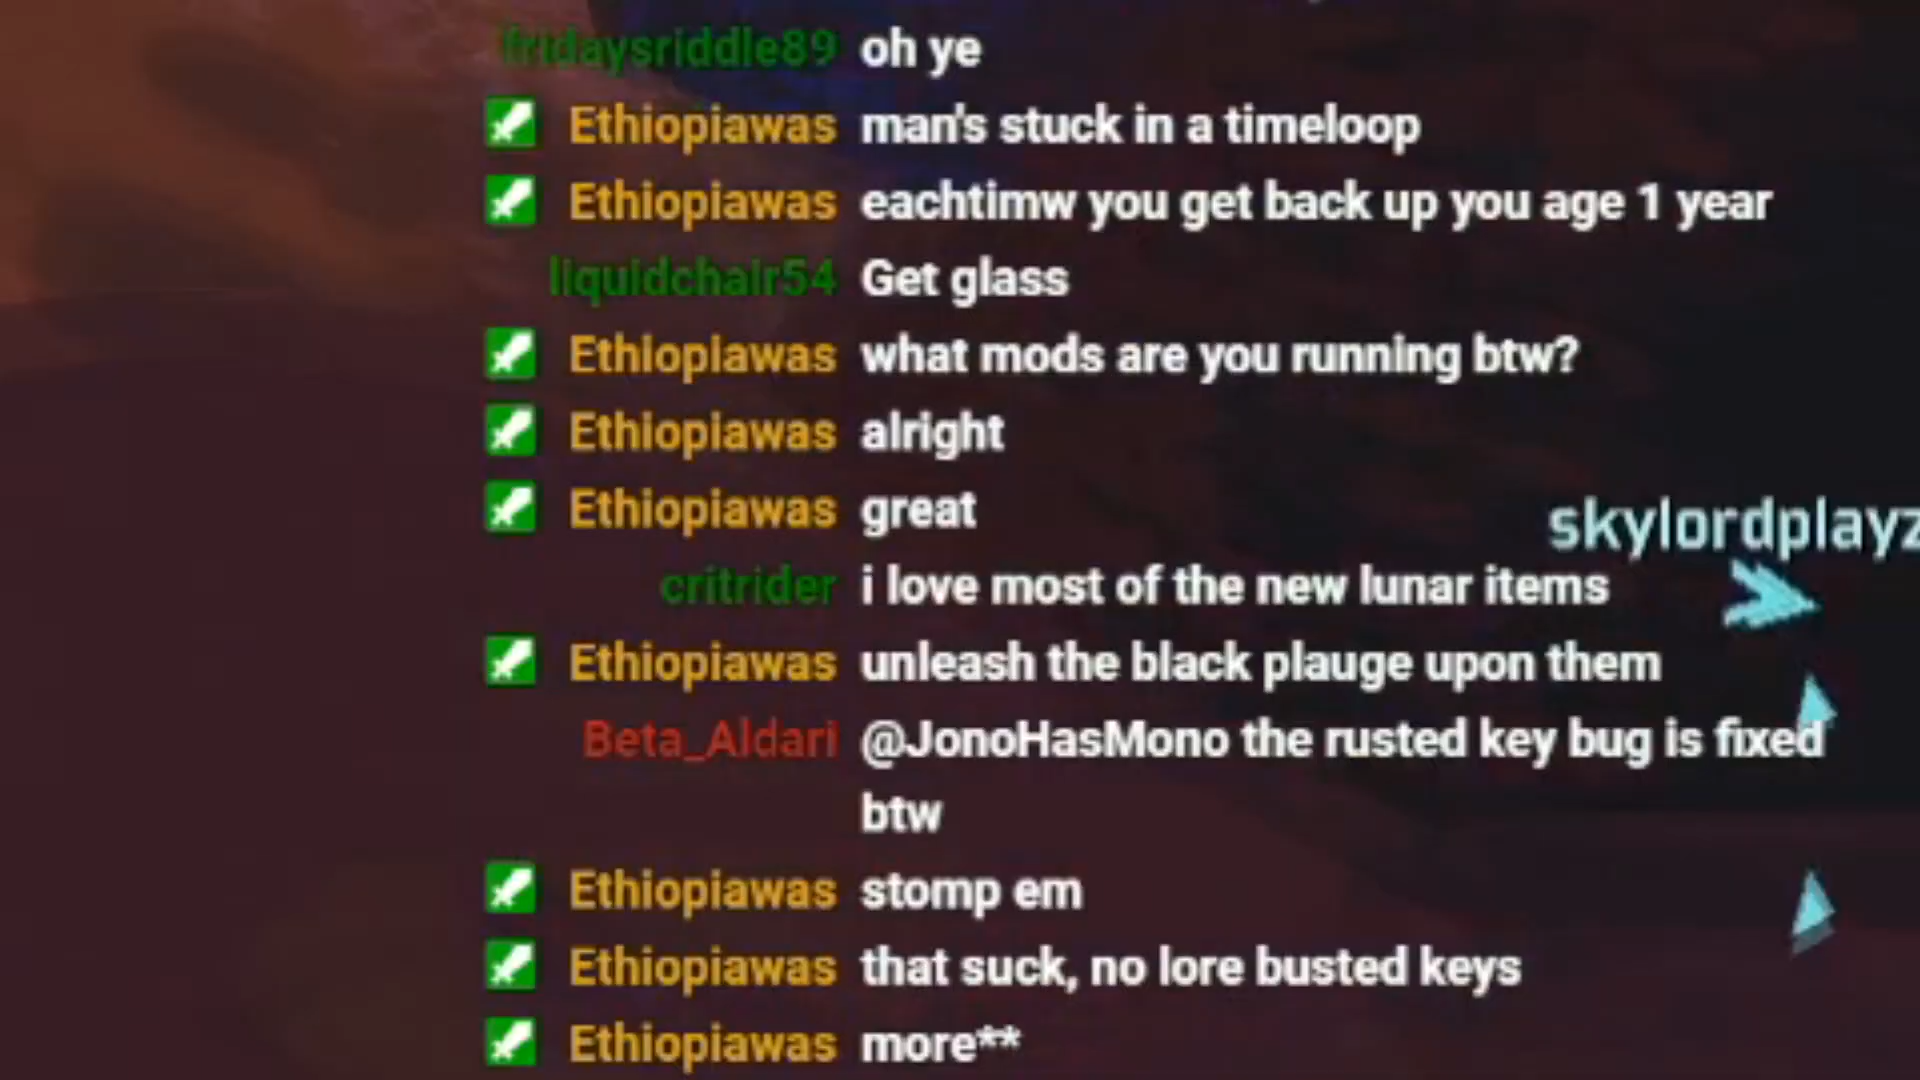 fridaysriddle89 oh ye
Ethiopiawas man's stuck in a timeloop
Ethiopiawas eachtimw you get back up you age 1 year
liquidchair54 Get glass
Ethiopiawas what mods are you running btw?
Ethiopiawas alright
Ethiopiawas great
skylordplayz
critrider i love most of the new lunar items
Ethiopiawas unleash the black plauge upon them
Beta_Aldari @JonoHasMono the rusted key bug is fixed
btw
Ethiopiawas stomp em
Ethiopiawas that suck, no lore busted keys
Ethiopiawas more**